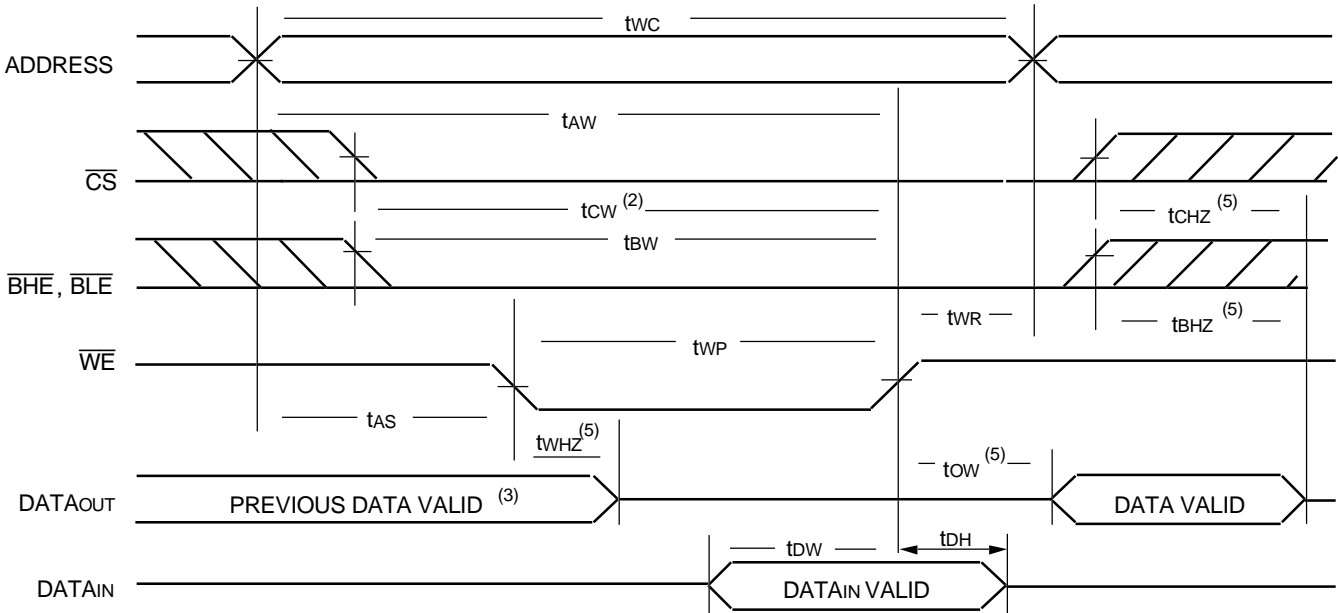 tWC
ADDRESS
tAW
CS
tCW (2)
tCHZ (5)
tBW
BHE, BLE
tWR
tBHZ (5)
tWP
WE
tAS
tWHZ (5)
tOW (5)
DATAOUT
PREVIOUS DATA VALID (3)
DATA VALID
tDW
tDH
DATAIN
DATAIN VALID